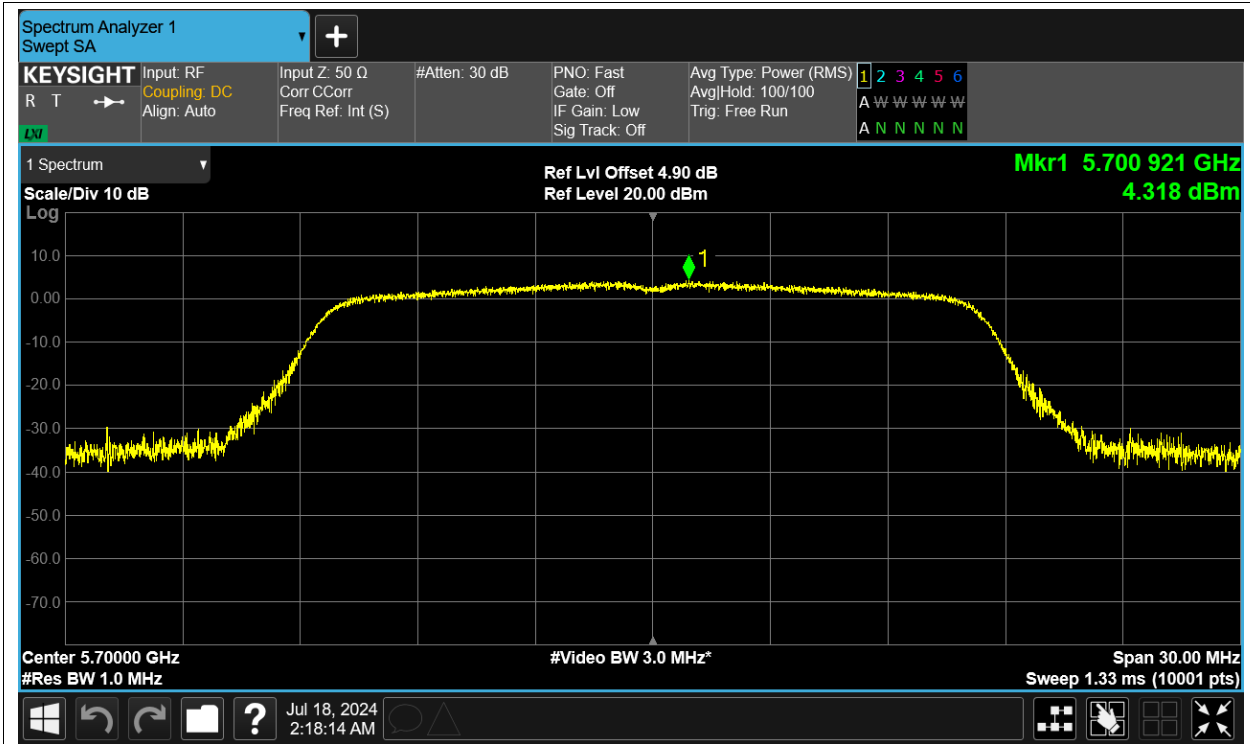 Spectrum Analyzer 1
Swept SA
KEYSIGHT
R T
LXI
Input: RF
Coupling: DC
Align: Auto
Input Z: 50 Ω
Corr CCorr
Freq Ref: Int (S)
#Atten: 30 dB
PNO: Fast
Gate: Off
IF Gain: Low
Sig Track: Off
Avg Type: Power (RMS)
Avg|Hold: 100/100
Trig: Free Run
1 2 3 4 5 6
A W W W W W
A N N N N N
1 Spectrum
Scale/Div 10 dB
Log
Ref Lvl Offset 4.90 dB
Ref Level 20.00 dBm
Mkr1 5.700 921 GHz
4.318 dBm
1
10.0
0.00
-10.0
-20.0
-30.0
-40.0
-50.0
-60.0
-70.0
Center 5.70000 GHz
#Res BW 1.0 MHz
#Video BW 3.0 MHz*
Span 30.00 MHz
Sweep 1.33 ms (10001 pts)
?
Jul 18, 2024
2:18:14 AM